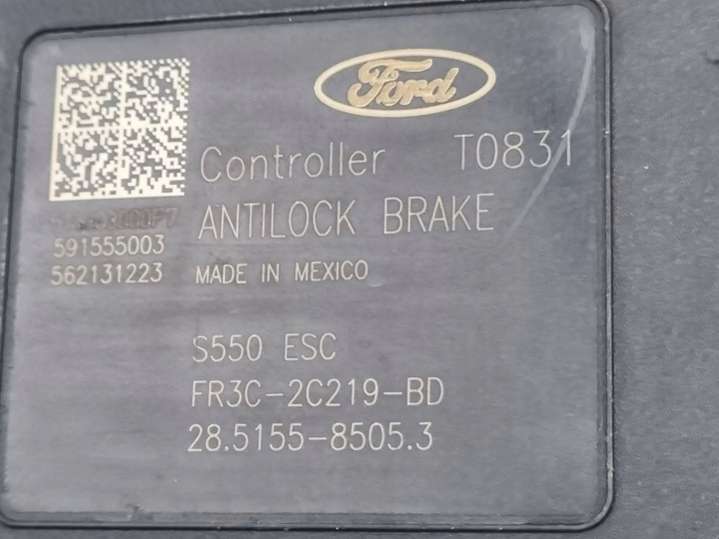 Ford
Controller T0831
ANTILOCK BRAKE
591555003
562131223
MADE IN MEXICO
S550 ESC
FR3C-2C219-BD
28.5155-8505.3